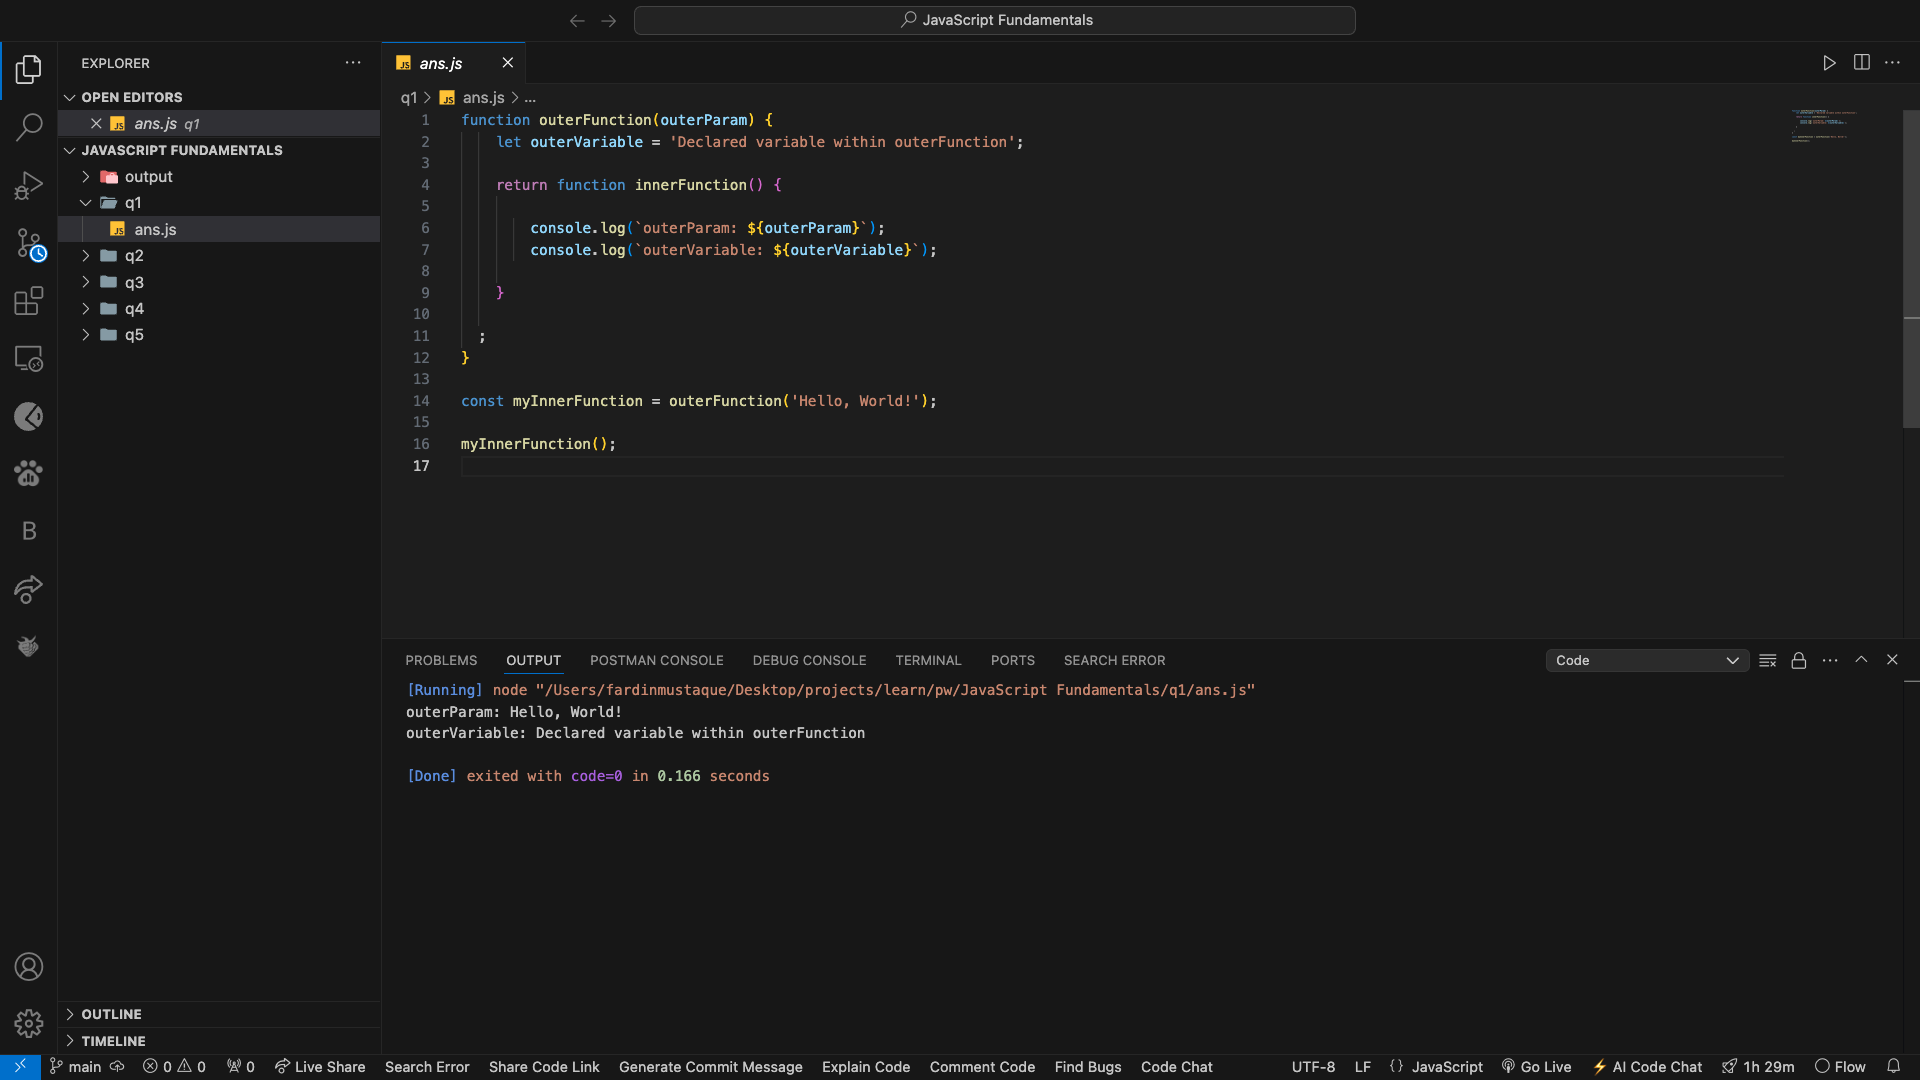 JavaScript Fundamentals
EXPLORER
OPEN EDITORS
ans.js q1
JAVASCRIPT FUNDAMENTALS
output
q1
ans.js
q2
q3
q4
q5
OUTLINE
TIMELINE
ans.js
q1 > ans.js > ...
1 function outerFunction(outerParam) {
2 let outerVariable = 'Declared variable within outerFunction';
3
4 return function innerFunction() {
5
6 console.log(`outerParam: ${outerParam}`);
7 console.log(`outerVariable: ${outerVariable}`);
8
9 }
10
11 ;
12 }
13
14 const myInnerFunction = outerFunction('Hello, World!');
15
16 myInnerFunction();
17
PROBLEMS OUTPUT POSTMAN CONSOLE DEBUG CONSOLE TERMINAL PORTS SEARCH ERROR Code
[Running] node "/Users/fardinmustaque/Desktop/projects/learn/pw/JavaScript Fundamentals/q1/ans.js"
outerParam: Hello, World!
outerVariable: Declared variable within outerFunction
[Done] exited with code=0 in 0.166 seconds
main 0 0 0 Live Share Search Error Share Code Link Generate Commit Message Explain Code Comment Code Find Bugs Code Chat UTF-8 LF {} JavaScript Go Live ⚡ AI Code Chat 1h 29m Flow